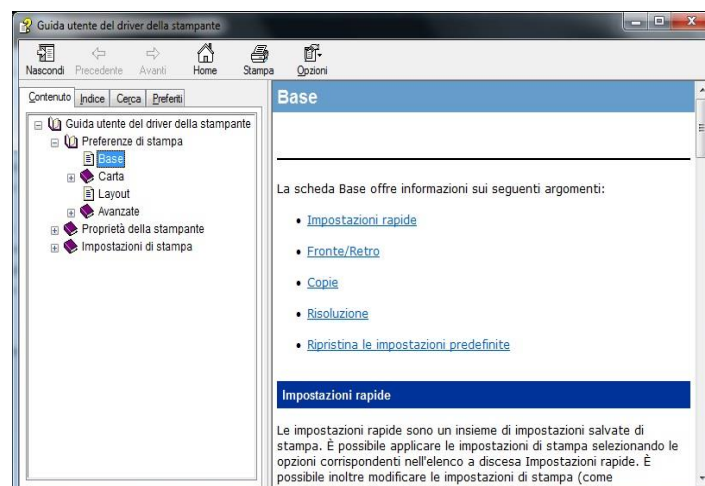 Guida utente del driver della stampante
Nascondi Precedente Avanti Home Stampa Opzioni
Contenuto Indice Cerca Preferiti
Guida utente del driver della stampante
Preferenze di stampa
Base
Carta
Layout
Avanzate
Proprietà della stampante
Impostazioni di stampa
Base
La scheda Base offre informazioni sui seguenti argomenti:
• Impostazioni rapide
• Fronte/Retro
• Copie
• Risoluzione
• Ripristina le impostazioni predefinite
Impostazioni rapide
Le impostazioni rapide sono un insieme di impostazioni salvate di
stampa. È possibile applicare le impostazioni di stampa selezionando le
opzioni corrispondenti nell'elenco a discesa Impostazioni rapide. È
possibile inoltre modificare le impostazioni di stampa (come